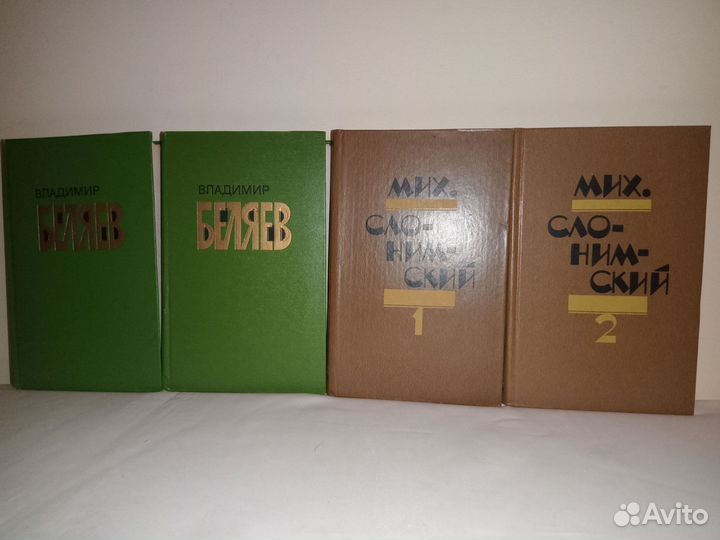 ВЛАДИМИР
БЕЛЯЕВ
ВЛАДИМИР
БЕЛЯЕВ
МИХ.
СЛО-
НИМ-
СКИЙ
1
МИХ.
СЛО-
НИМ-
СКИЙ
2
Avito